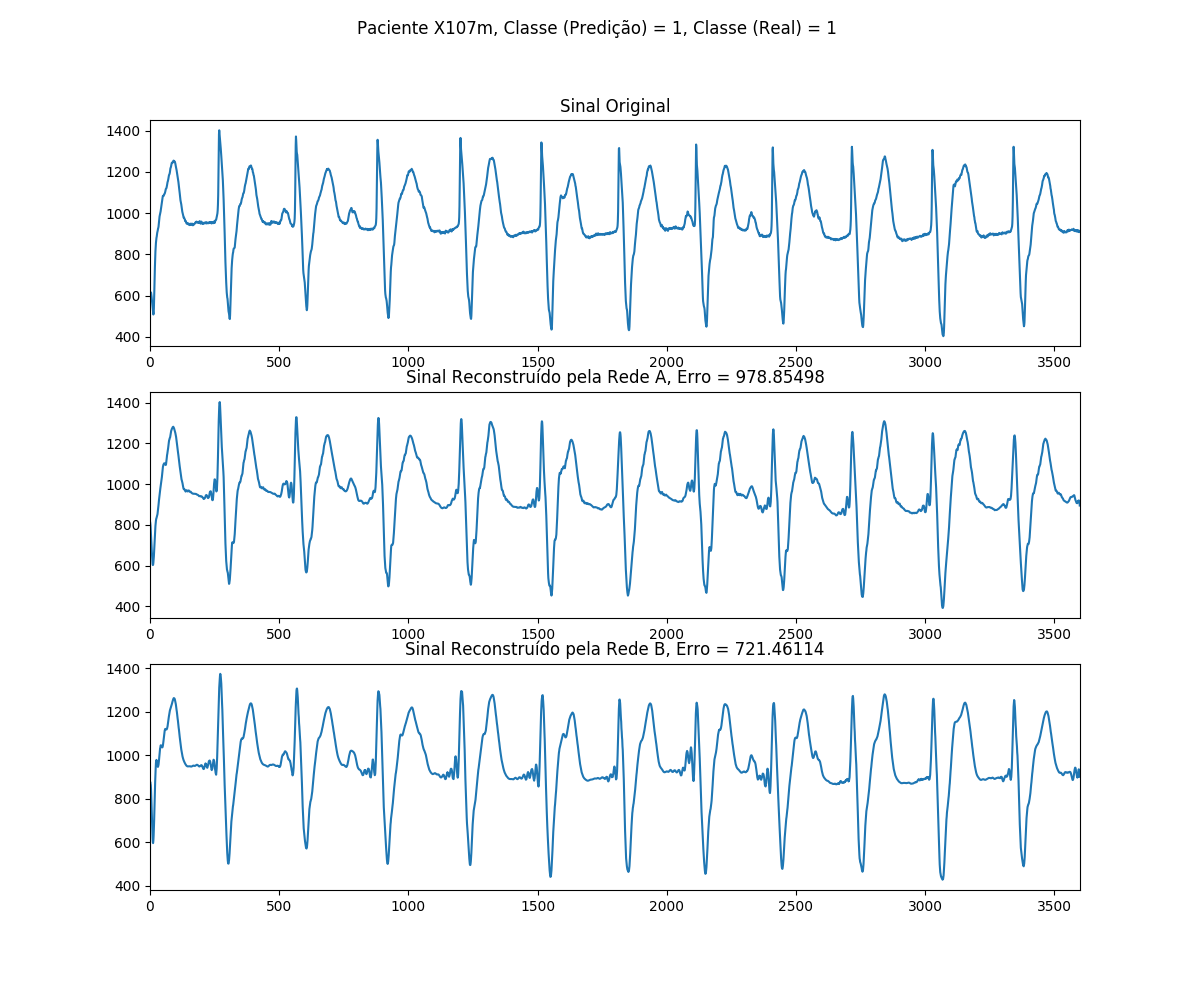 Paciente X107m, Classe (Predição) = 1, Classe (Real) = 1
Sinal Original
1400
1200
1000
800
600
400
0 500 1000 1500 2000 2500 3000 3500
Sinal Reconstruído pela Rede A, Erro = 978.85498
1400
1200
1000
800
600
400
0 500 1000 1500 2000 2500 3000 3500
Sinal Reconstruído pela Rede B, Erro = 721.46114
1400
1200
1000
800
600
400
0 500 1000 1500 2000 2500 3000 3500